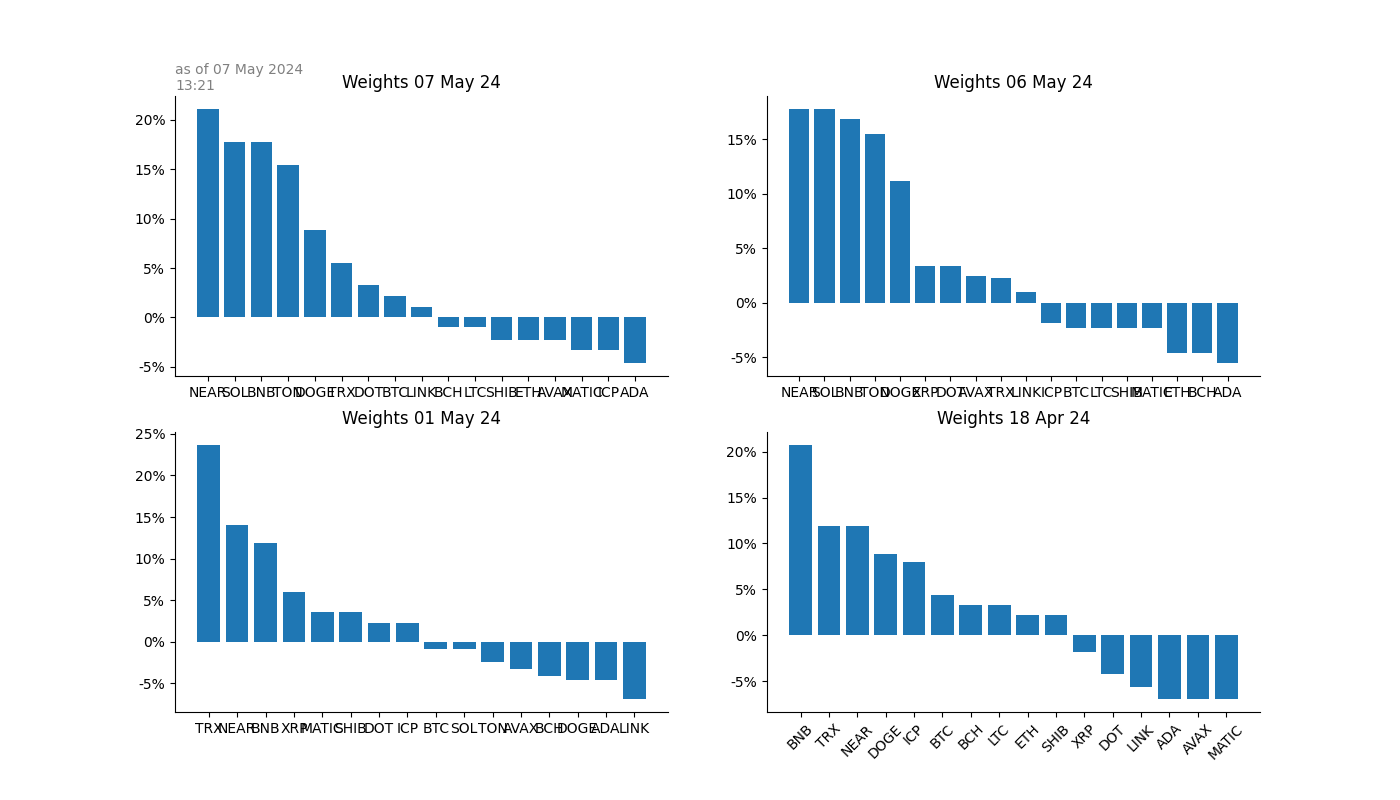 as of 07 May 2024
13:21
Weights 07 May 24
20%
15%
10%
5%
0%
-5%
NEAR SOL BNB TON DOGE TRX DOT BTC LINK BCH LTC SHIB ETH AVAX MATIC ICP ADA
Weights 06 May 24
15%
10%
5%
0%
-5%
NEAR SOL BNB TON DOGE XRP DOT AVAX TRX LINK ICP BTC LTC SHIB MATIC ETH BCH ADA
Weights 01 May 24
25%
20%
15%
10%
5%
0%
-5%
TRX NEAR BNB XRP MATIC SHIB DOT ICP BTC SOL TON AVAX BCH DOGE ADA LINK
Weights 18 Apr 24
20%
15%
10%
5%
0%
-5%
BNB TRX NEAR DOGE ICP BTC BCH LTC ETH SHIB XRP DOT LINK ADA AVAX MATIC